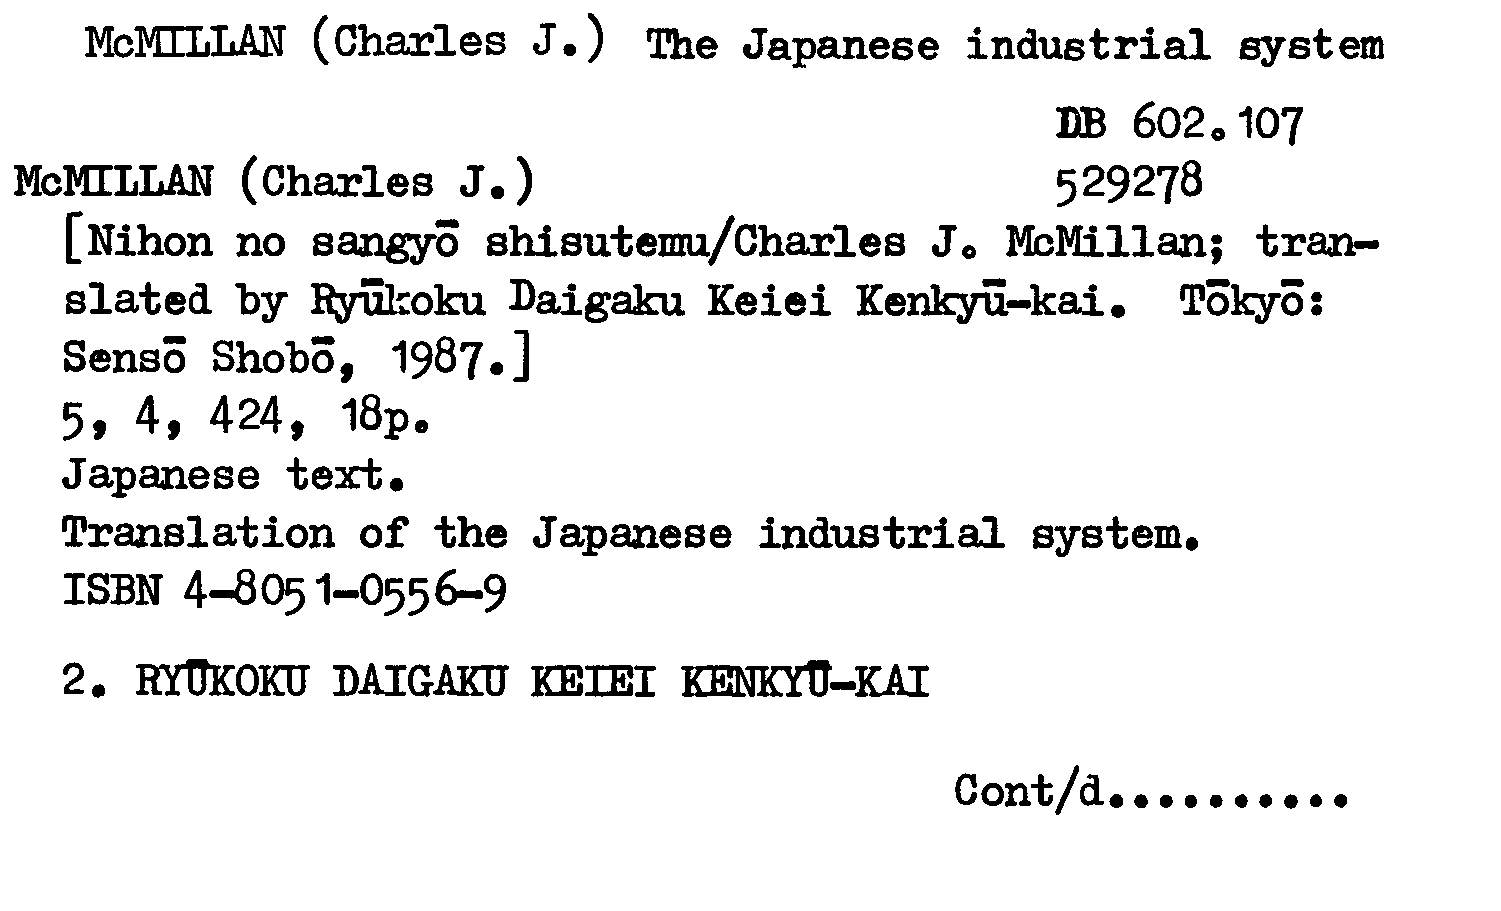 McMILLAN (Charles J.) The Japanese industrial system
DB 602.107
McMILLAN (Charles J.) 529278
[Nihon no sangyō shisutemu/Charles J. McMillan; tran-
slated by Ryūkoku Daigaku Keiei Kenkyū-kai. Tōkyō:
Sensō Shobō, 1987.]
5, 4, 424, 18p.
Japanese text.
Translation of the Japanese industrial system.
ISBN 4-8051-0556-9
2. RYŪKOKU DAIGAKU KEIEI KENKYŪ-KAI
Cont/d..........